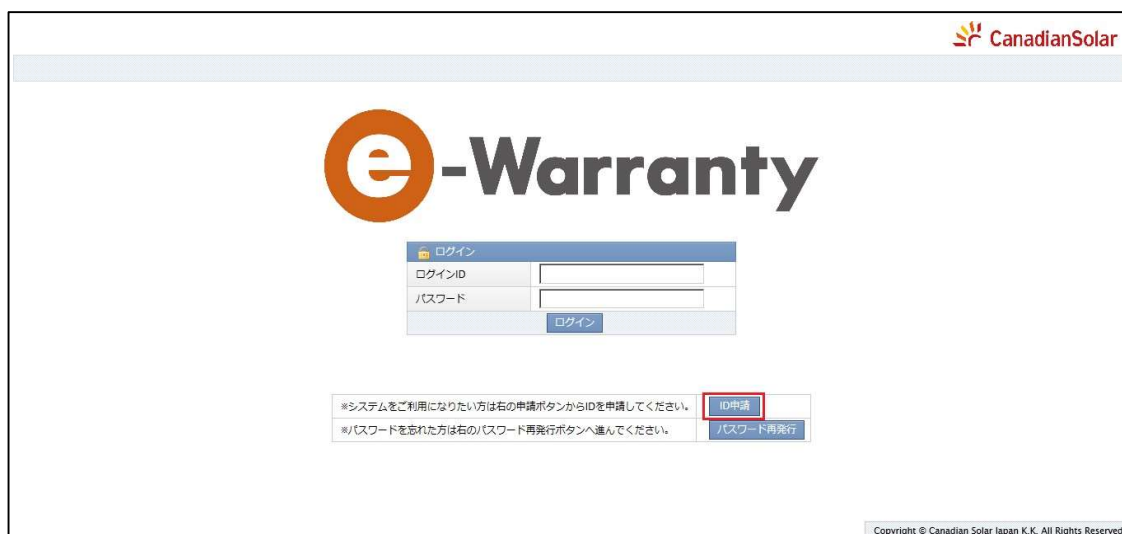 CanadianSolar
e-Warranty
ログイン
ログインID
パスワード
ログイン
※システムをご利用になりたい方は右の申請ボタンからIDを申請してください。
ID申請
※パスワードを忘れた方は右のパスワード再発行ボタンへ進んでください。
パスワード再発行
Copyright © Canadian Solar Japan K.K. All Rights Reserved